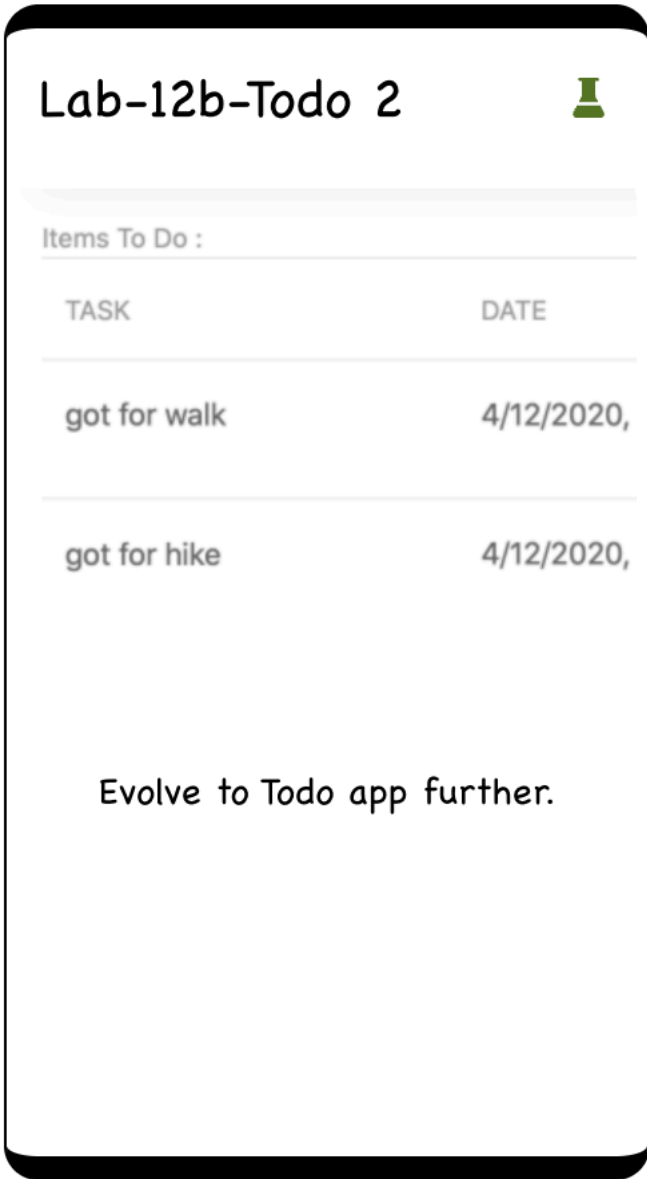 Lab-12b-Todo 2
Items To Do :
TASK DATE
got for walk 4/12/2020,
got for hike 4/12/2020,
Evolve to Todo app further.